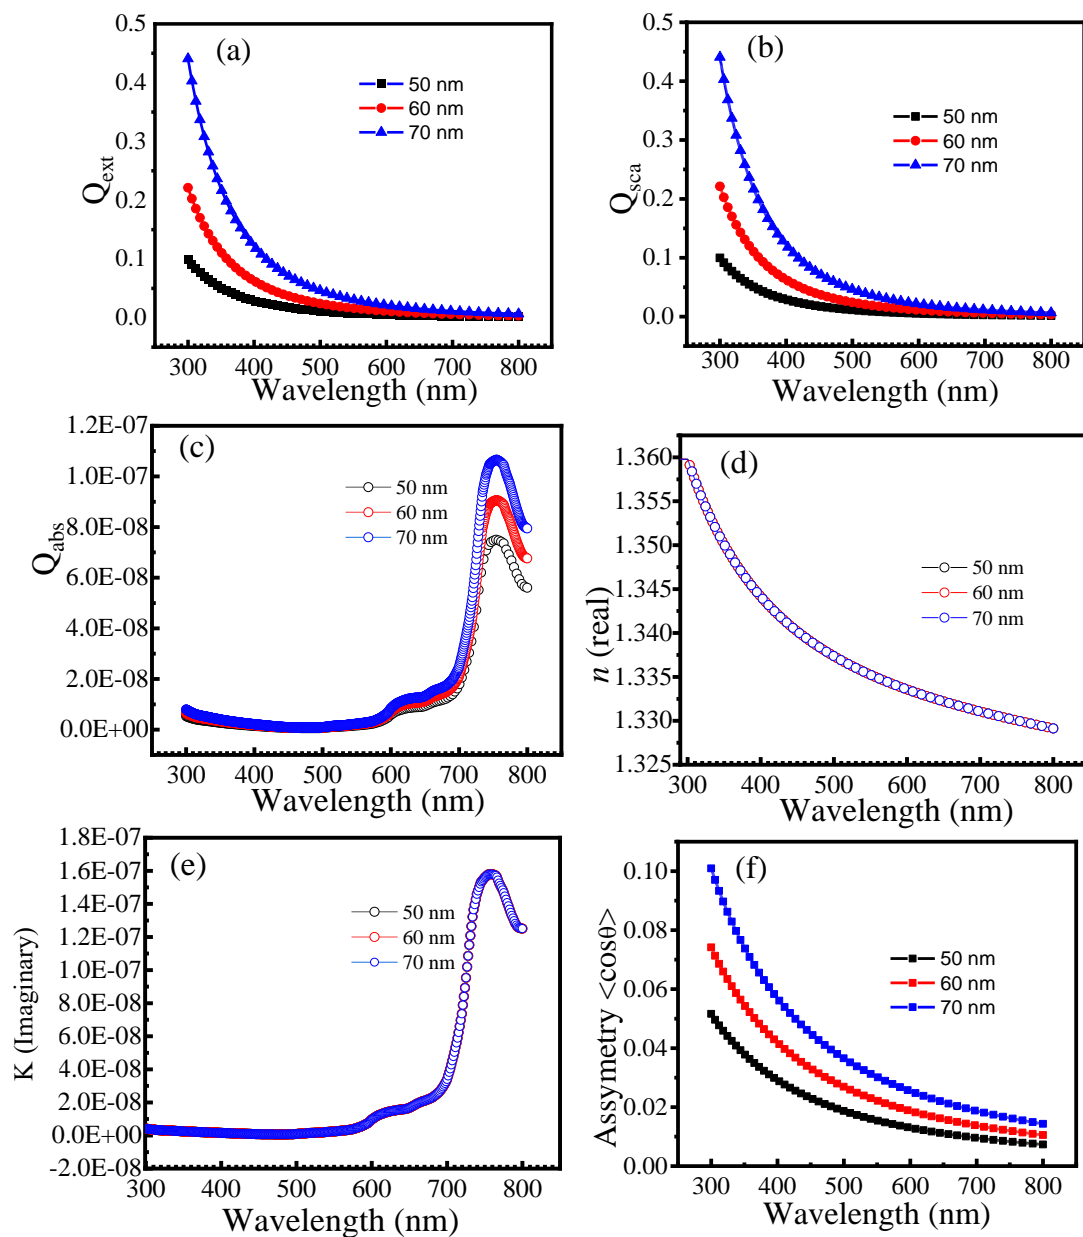 (a)
Q_ext
0.5
0.4
0.3
0.2
0.1
0.0
50 nm
60 nm
70 nm
300 400 500 600 700 800
Wavelength (nm)
(b)
Q_sca
0.5
0.4
0.3
0.2
0.1
0.0
50 nm
60 nm
70 nm
300 400 500 600 700 800
Wavelength (nm)
(c)
Q_abs
1.2E-07
1.0E-07
8.0E-08
6.0E-08
4.0E-08
2.0E-08
0.0E+00
50 nm
60 nm
70 nm
300 400 500 600 700 800
Wavelength (nm)
(d)
n (real)
1.360
1.355
1.350
1.345
1.340
1.335
1.330
1.325
50 nm
60 nm
70 nm
300 400 500 600 700 800
Wavelength (nm)
(e)
K (Imaginary)
1.8E-07
1.6E-07
1.4E-07
1.2E-07
1.0E-07
8.0E-08
6.0E-08
4.0E-08
2.0E-08
0.0E+00
-2.0E-08
50 nm
60 nm
70 nm
300 400 500 600 700 800
Wavelength (nm)
(f)
Assymetry <cosθ>
0.10
0.08
0.06
0.04
0.02
0.00
50 nm
60 nm
70 nm
300 400 500 600 700 800
Wavelength (nm)